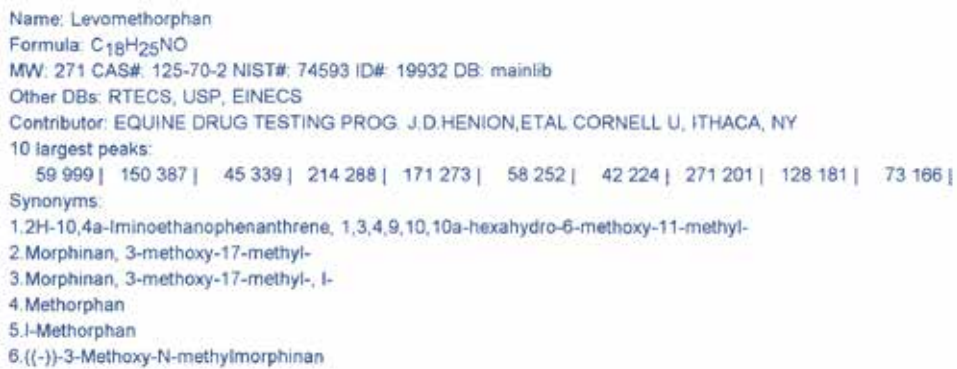 Name: Levomethorphan
Formula: C18H25NO
MW: 271 CAS#: 125-70-2 NIST#: 74593 ID#: 19932 DB: mainlib
Other DBs: RTECS, USP, EINECS
Contributor: EQUINE DRUG TESTING PROG. J.D.HENION,ETAL CORNELL U, ITHACA, NY
10 largest peaks:
59 999 | 150 387 | 45 339 | 214 288 | 171 273 | 58 252 | 42 224 | 271 201 | 128 181 | 73 166 |
Synonyms:
1.2H-10,4a-Iminoethanophenanthrene, 1,3,4,9,10,10a-hexahydro-6-methoxy-11-methyl-
2.Morphinan, 3-methoxy-17-methyl-
3.Morphinan, 3-methoxy-17-methyl-, l-
4.Methorphan
5.l-Methorphan
6.((-))-3-Methoxy-N-methylmorphinan